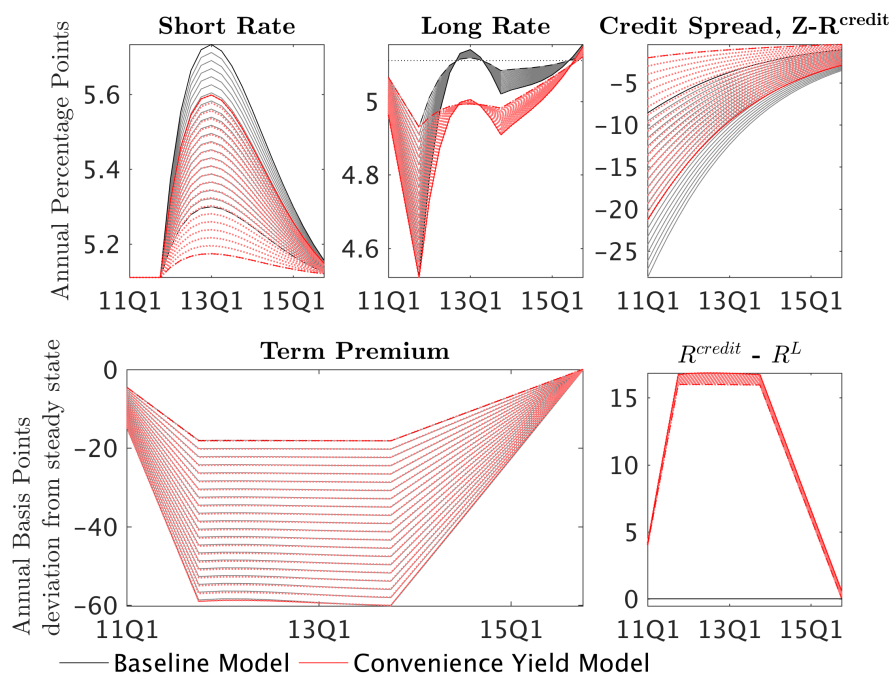 Short Rate
Long Rate
Credit Spread, Z-R^credit
Annual Percentage Points
5.6
5.4
5.2
11Q1 13Q1 15Q1
5
4.8
4.6
11Q1 13Q1 15Q1
-5
-10
-15
-20
-25
11Q1 13Q1 15Q1
Term Premium
R^credit - R^L
Annual Basis Points
deviation from steady state
0
-20
-40
-60
11Q1 13Q1 15Q1
15
10
5
0
11Q1 13Q1 15Q1
Baseline Model
Convenience Yield Model